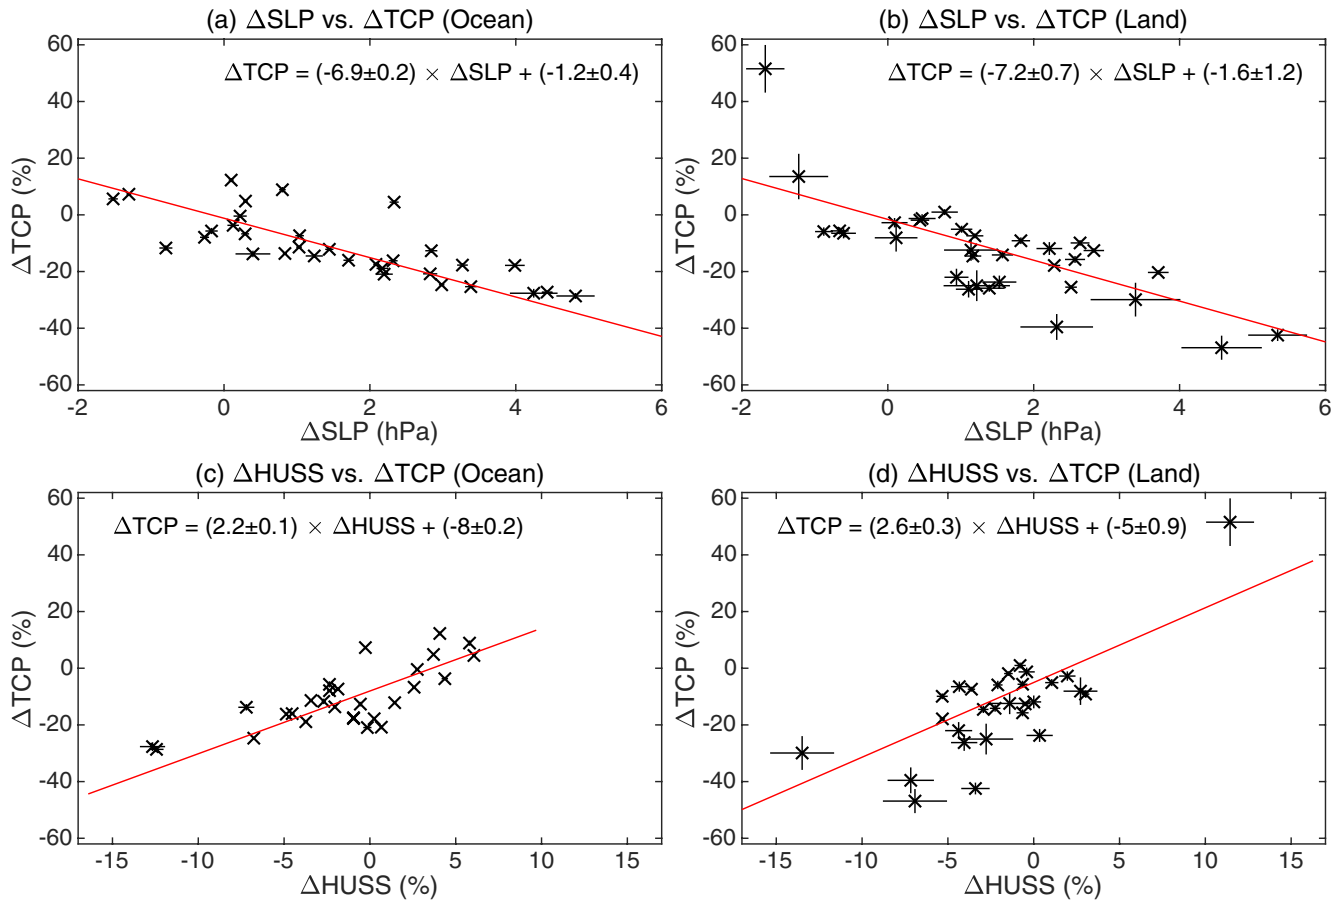 (a) ΔSLP vs. ΔTCP (Ocean)
ΔTCP = (-6.9±0.2) × ΔSLP + (-1.2±0.4)
ΔTCP (%)
60
40
20
0
-20
-40
-60
-2 0 2 4 6
ΔSLP (hPa)
(b) ΔSLP vs. ΔTCP (Land)
ΔTCP = (-7.2±0.7) × ΔSLP + (-1.6±1.2)
ΔTCP (%)
60
40
20
0
-20
-40
-60
-2 0 2 4 6
ΔSLP (hPa)
(c) ΔHUSS vs. ΔTCP (Ocean)
ΔTCP = (2.2±0.1) × ΔHUSS + (-8±0.2)
ΔTCP (%)
60
40
20
0
-20
-40
-60
-15 -10 -5 0 5 10 15
ΔHUSS (%)
(d) ΔHUSS vs. ΔTCP (Land)
ΔTCP = (2.6±0.3) × ΔHUSS + (-5±0.9)
ΔTCP (%)
60
40
20
0
-20
-40
-60
-15 -10 -5 0 5 10 15
ΔHUSS (%)